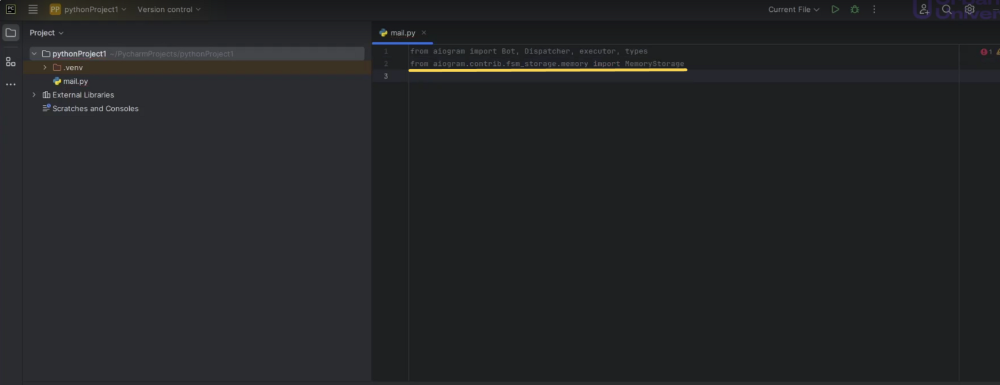 PC
PP pythonProject1
Version control
Current File
Urban
Univer
Project
mail.py
pythonProject1 ~/PycharmProjects/pythonProject1
.venv
mail.py
External Libraries
Scratches and Consoles
1 from aiogram import Bot, Dispatcher, executor, types
2 from aiogram.contrib.fsm_storage.memory import MemoryStorage
3
1